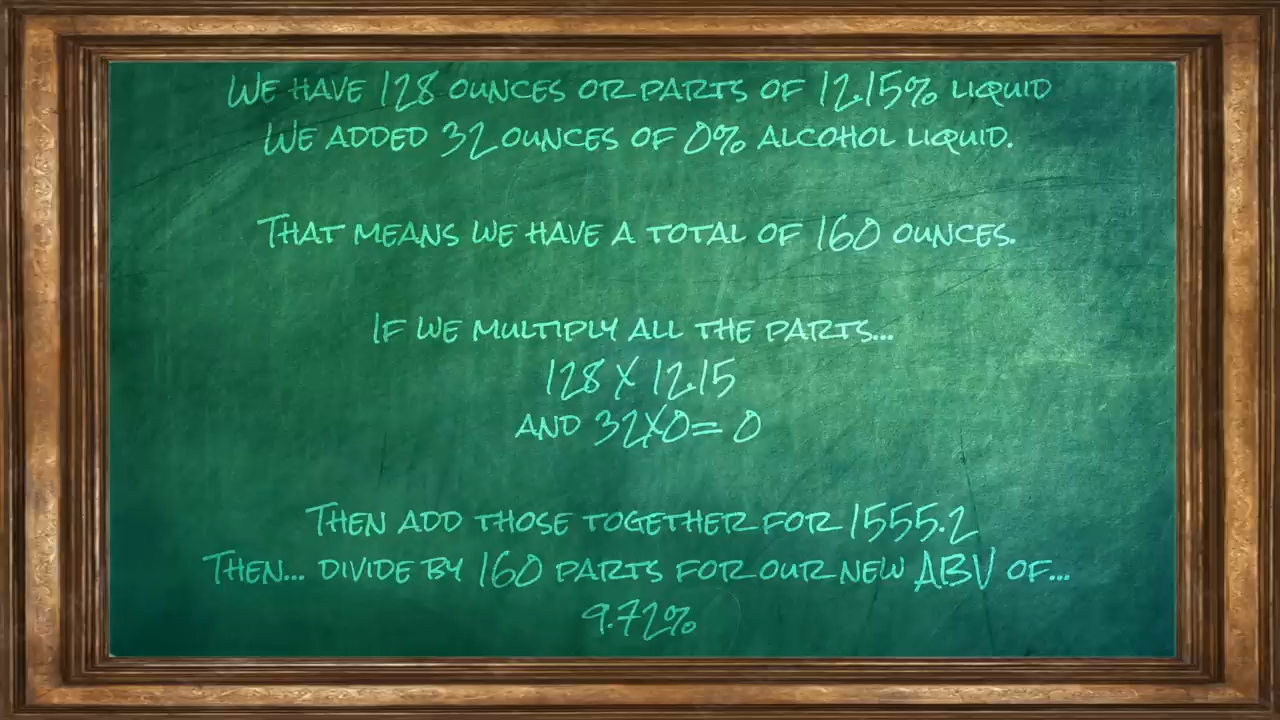 We have 128 ounces or parts of 12.15% liquid
We added 32 ounces of 0% alcohol liquid.
That means we have a total of 160 ounces.
If we multiply all the parts...
128 x 12.15
and 32x0= 0
Then add those together for 1555.2
Then... divide by 160 parts for our new ABV of...
9.72%